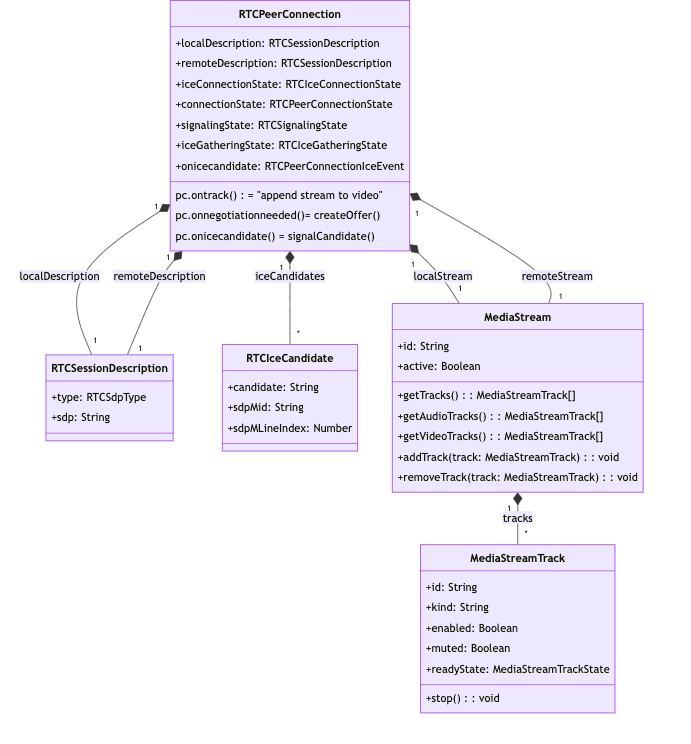 RTCPeerConnection
+localDescription: RTCSessionDescription
+remoteDescription: RTCSessionDescription
+iceConnectionState: RTCIceConnectionState
+connectionState: RTCPeerConnectionState
+signalingState: RTCSignalingState
+iceGatheringState: RTCIceGatheringState
+onicecandidate: RTCPeerConnectionIceEvent
pc.ontrack() : = "append stream to video"
pc.onnegotiationneeded()= createOffer()
pc.onicecandidate() = signalCandidate()
1
1
1
1
1
localDescription
remoteDescription
iceCandidates
localStream
remoteStream
1
1
*
1
1
RTCSessionDescription
+type: RTCSdpType
+sdp: String
RTCIceCandidate
+candidate: String
+sdpMid: String
+sdpMLineIndex: Number
MediaStream
+id: String
+active: Boolean
+getTracks() : : MediaStreamTrack[]
+getAudioTracks() : : MediaStreamTrack[]
+getVideoTracks() : : MediaStreamTrack[]
+addTrack(track: MediaStreamTrack) : : void
+removeTrack(track: MediaStreamTrack) : : void
1
tracks
*
MediaStreamTrack
+id: String
+kind: String
+enabled: Boolean
+muted: Boolean
+readyState: MediaStreamTrackState
+stop() : : void